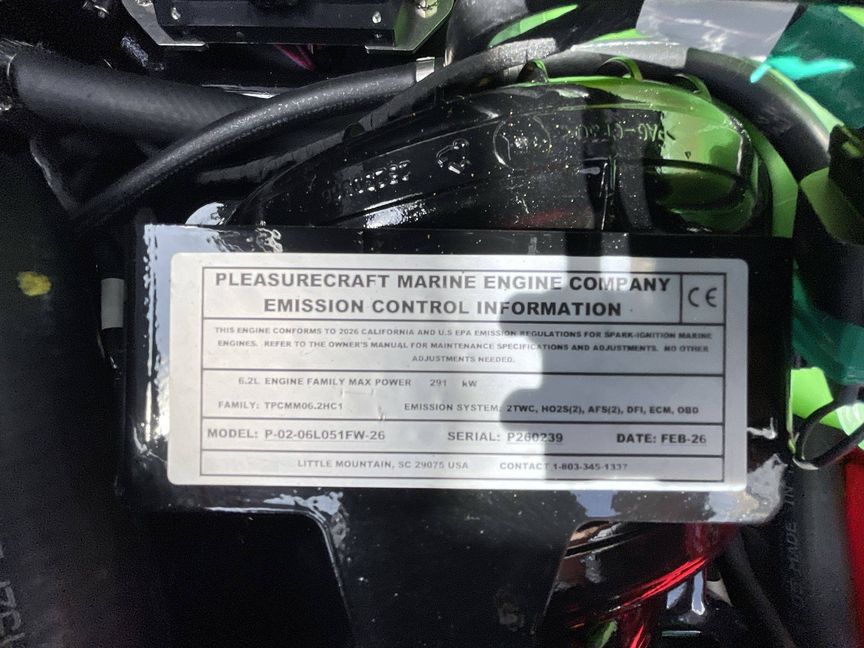 >PAG-GF30<
PLEASURECRAFT MARINE ENGINE COMPANY
EMISSION CONTROL INFORMATION
CE
THIS ENGINE CONFORMS TO 2026 CALIFORNIA AND U.S EPA EMISSION REGULATIONS FOR SPARK-IGNITION MARINE
ENGINES. REFER TO THE OWNER'S MANUAL FOR MAINTENANCE SPECIFICATIONS AND ADJUSTMENTS. NO OTHER
ADJUSTMENTS NEEDED.
6.2L ENGINE FAMILY MAX POWER 291 kW
FAMILY: TPCMM06.2HC1 EMISSION SYSTEM: 2TWC, HO2S(2), AFS(2), DFI, ECM, OBD
MODEL: P-02-06L051FW-26 SERIAL: P260239 DATE: FEB-26
LITTLE MOUNTAIN, SC 29075 USA CONTACT 1-803-345-1337
MADE IN